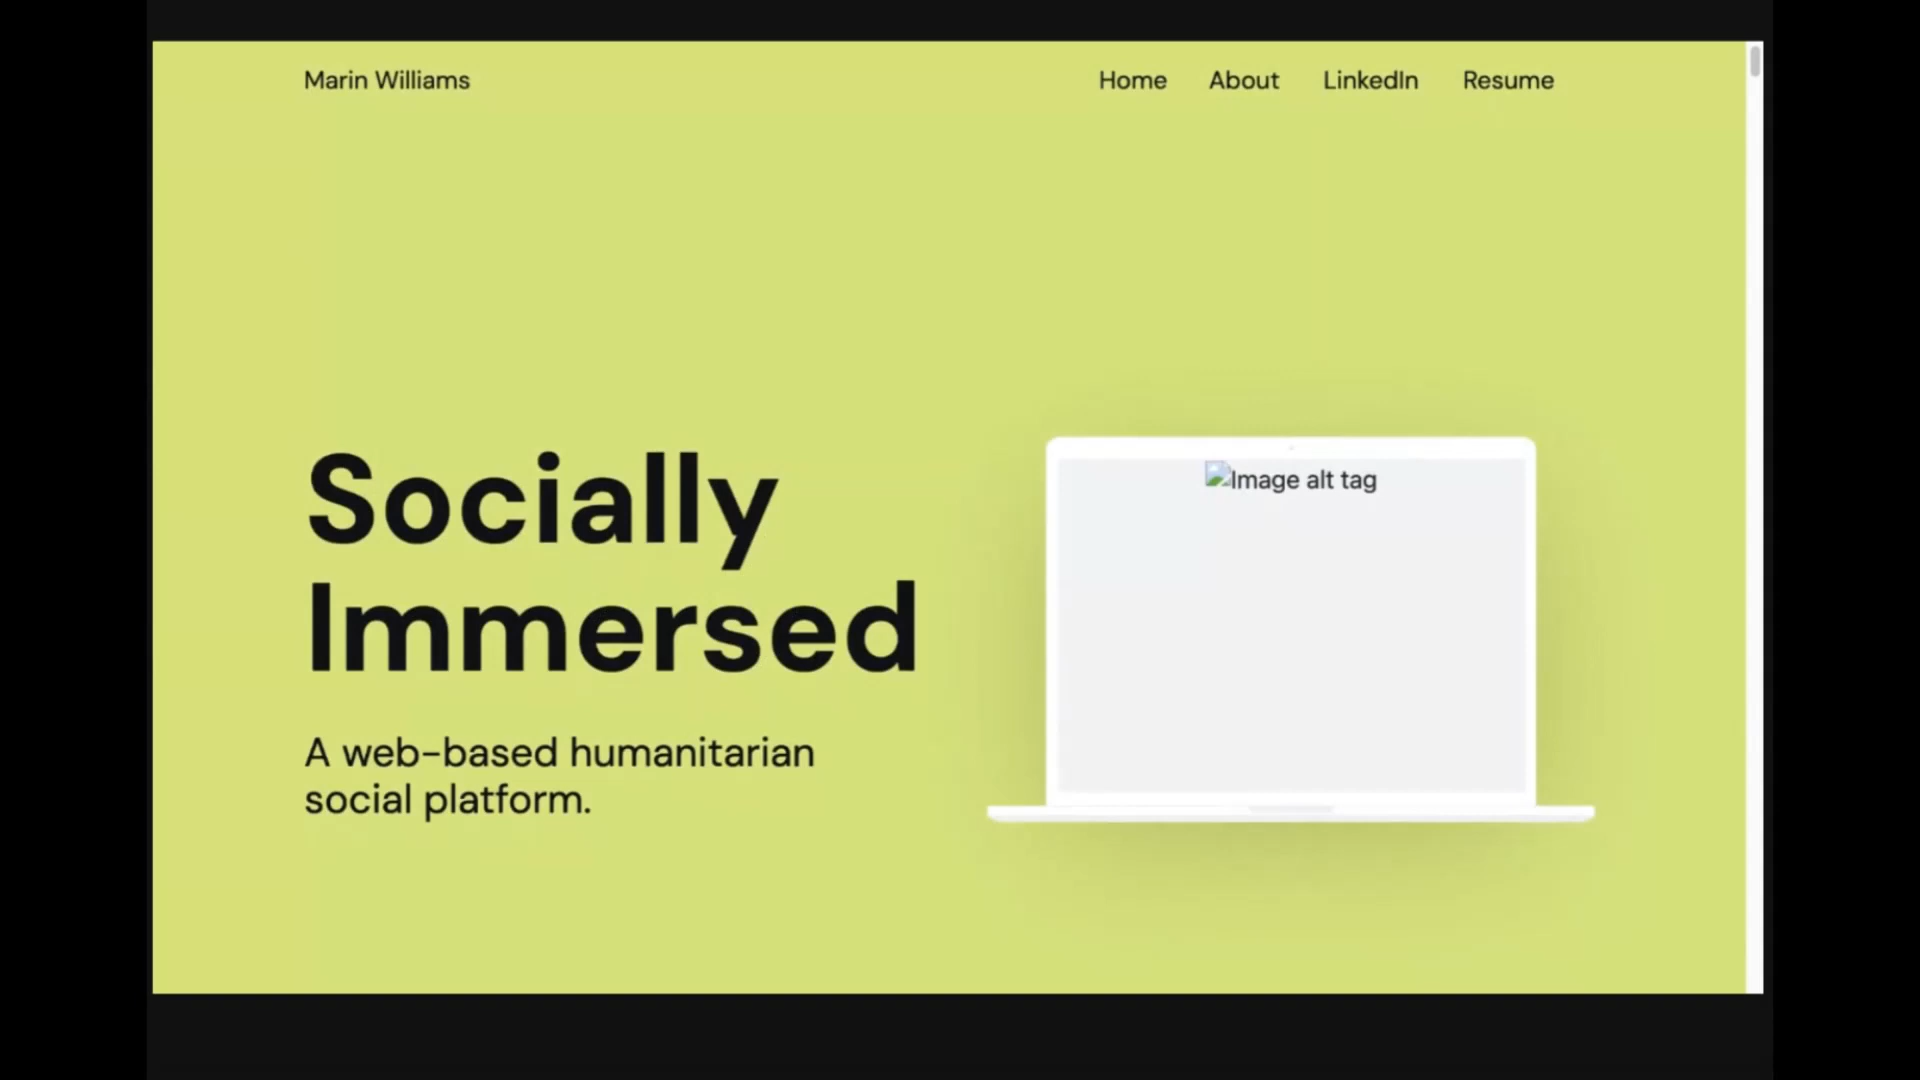 Marin Williams
Home About LinkedIn Resume
Socially
Immersed
A web-based humanitarian
social platform.
Image alt tag